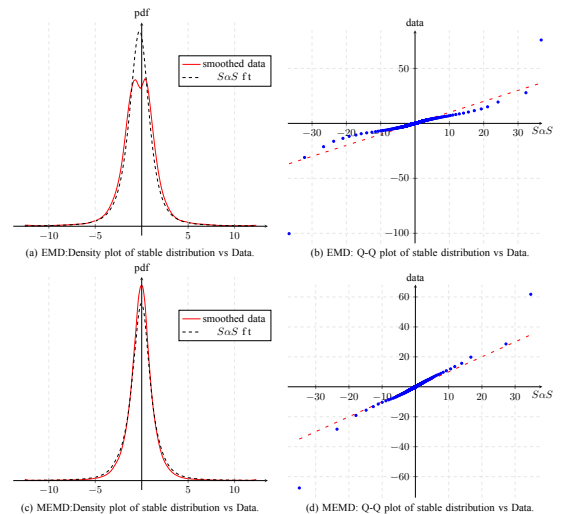 pdf
smoothed data
SαS f t
−10
−5
0
5
10
(a) EMD:Density plot of stable distribution vs Data.
data
50
−30
−20
−10
0
10
20
30
SαS
−50
−100
(b) EMD: Q-Q plot of stable distribution vs Data.
pdf
smoothed data
SαS f t
−10
−5
0
5
10
(c) MEMD:Density plot of stable distribution vs Data.
data
60
40
20
−30
−20
−10
0
10
20
30
SαS
−20
−40
−60
(d) MEMD: Q-Q plot of stable distribution vs Data.